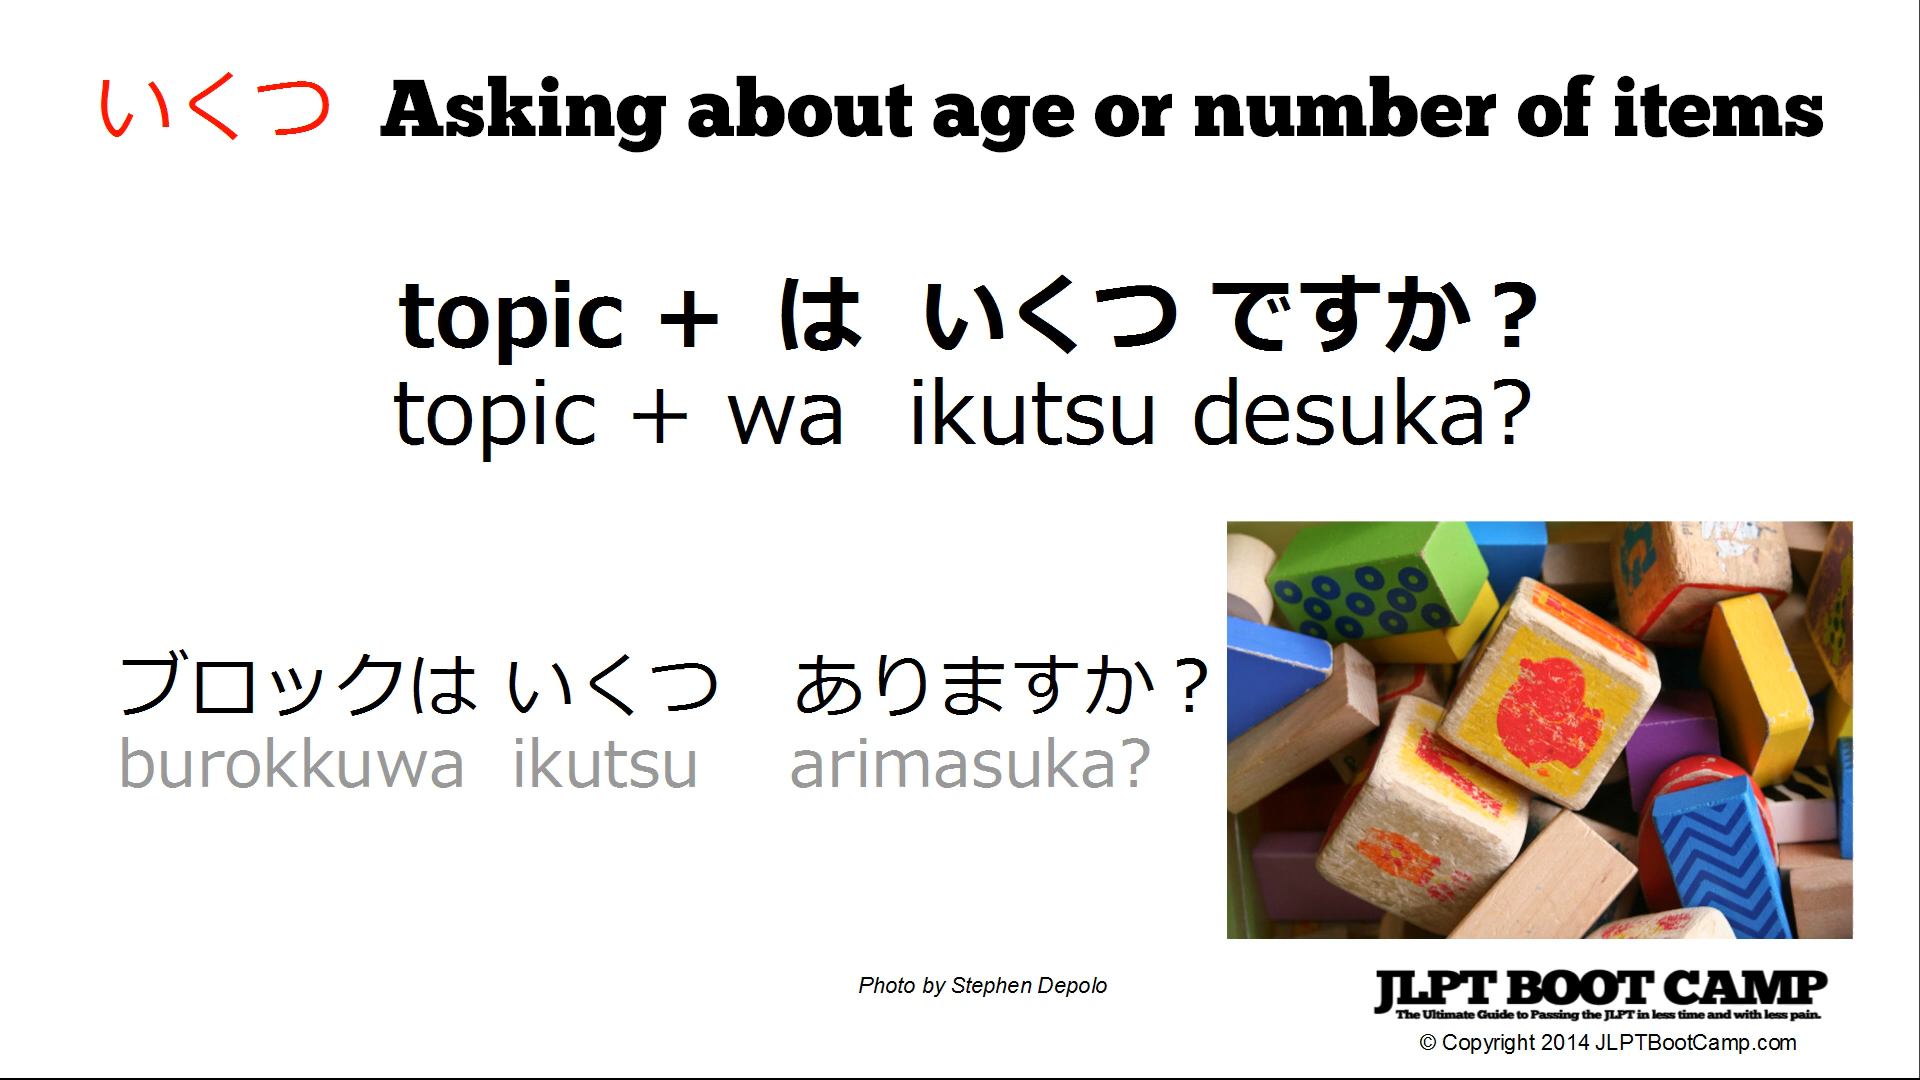 いくつ Asking about age or number of items
topic + は いくつ ですか？
topic + wa ikutsu desuka?
ブロックは いくつ ありますか？
burokkuwa ikutsu arimasuka?
Photo by Stephen Depolo
JLPT BOOT CAMP
The Ultimate Guide to Passing the JLPT in less time and with less pain.
© Copyright 2014 JLPTBootCamp.com